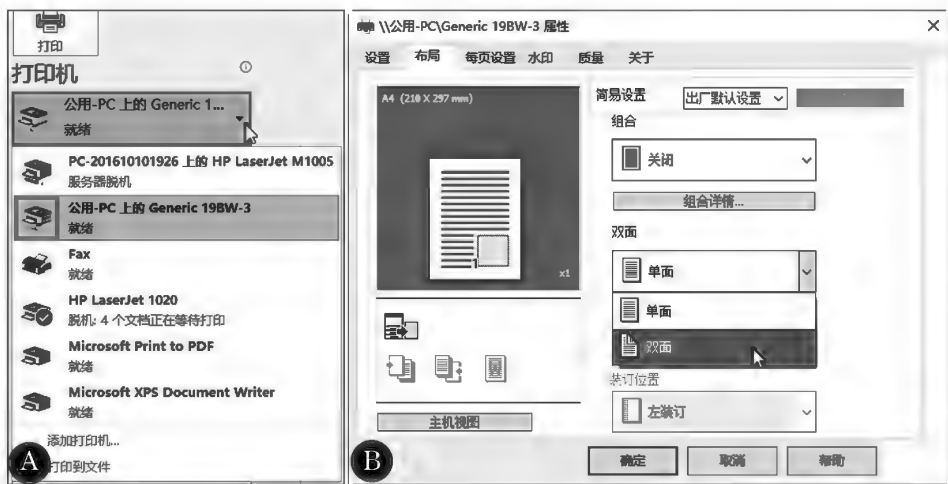 打印
打印机
公用-PC 上的 Generic 1...
就绪
PC-201610101926 上的 HP LaserJet M1005
服务器脱机
公用-PC 上的 Generic 19BW-3
就绪
Fax
就绪
HP LaserJet 1020
脱机: 4 个文档正在等待打印
Microsoft Print to PDF
就绪
Microsoft XPS Document Writer
就绪
添加打印机...
打印到文件
A
\\公用-PC\Generic 19BW-3 属性
设置 布局 每页设置 水印 质量 关于
A4 (210 X 297 mm)
1
x1
主机视图
简易设置 出厂默认设置
组合
关闭
组合详情...
双面
单面
单面
双面
装订位置
左装订
确定 取消 帮助
B